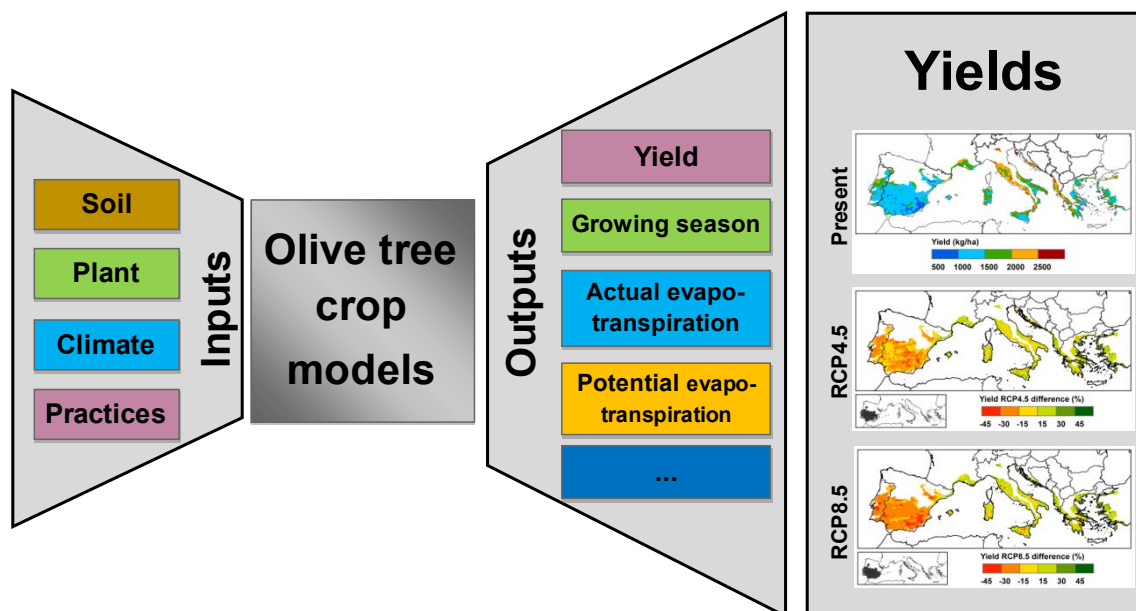 Inputs
Soil
Plant
Climate
Practices
Olive tree
crop
models
Outputs
Yield
Growing season
Actual evapo-
transpiration
Potential evapo-
transpiration
...
Yields
Present
Yield (kg/ha)
500 1000 1500 2000 2500
RCP4.5
Yield RCP4.5 difference (%)
-45 -30 -15 15 30 45
RCP8.5
Yield RCP8.5 difference (%)
-45 -30 -15 15 30 45